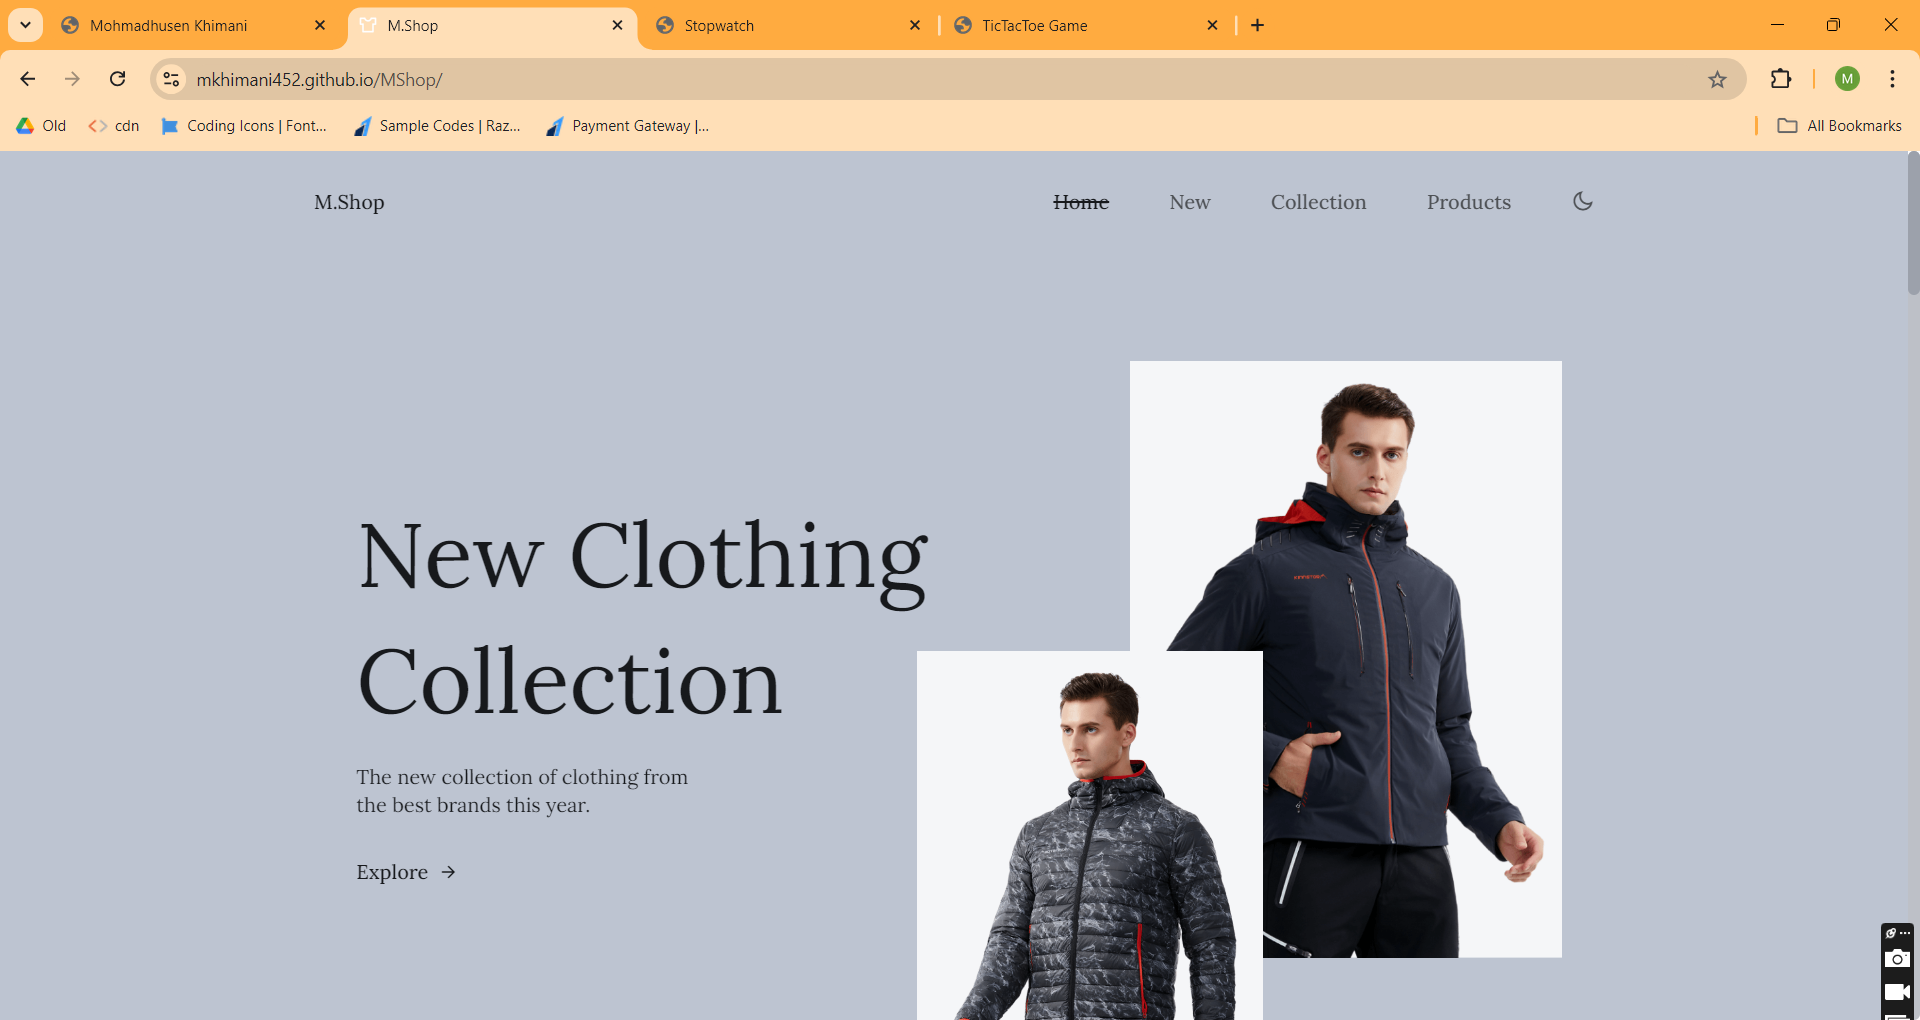 Mohmadhusen Khimani
M.Shop
Stopwatch
TicTacToe Game
mkhimani452.github.io/MShop/
M
Old
cdn
Coding Icons | Font...
Sample Codes | Raz...
Payment Gateway |...
All Bookmarks
M.Shop
Home
New
Collection
Products
New Clothing
Collection
The new collection of clothing from
the best brands this year.
Explore →